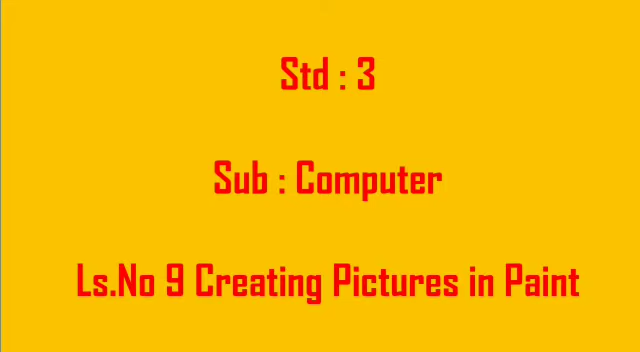 Std : 3
Sub : Computer
Ls.No 9 Creating Pictures in Paint